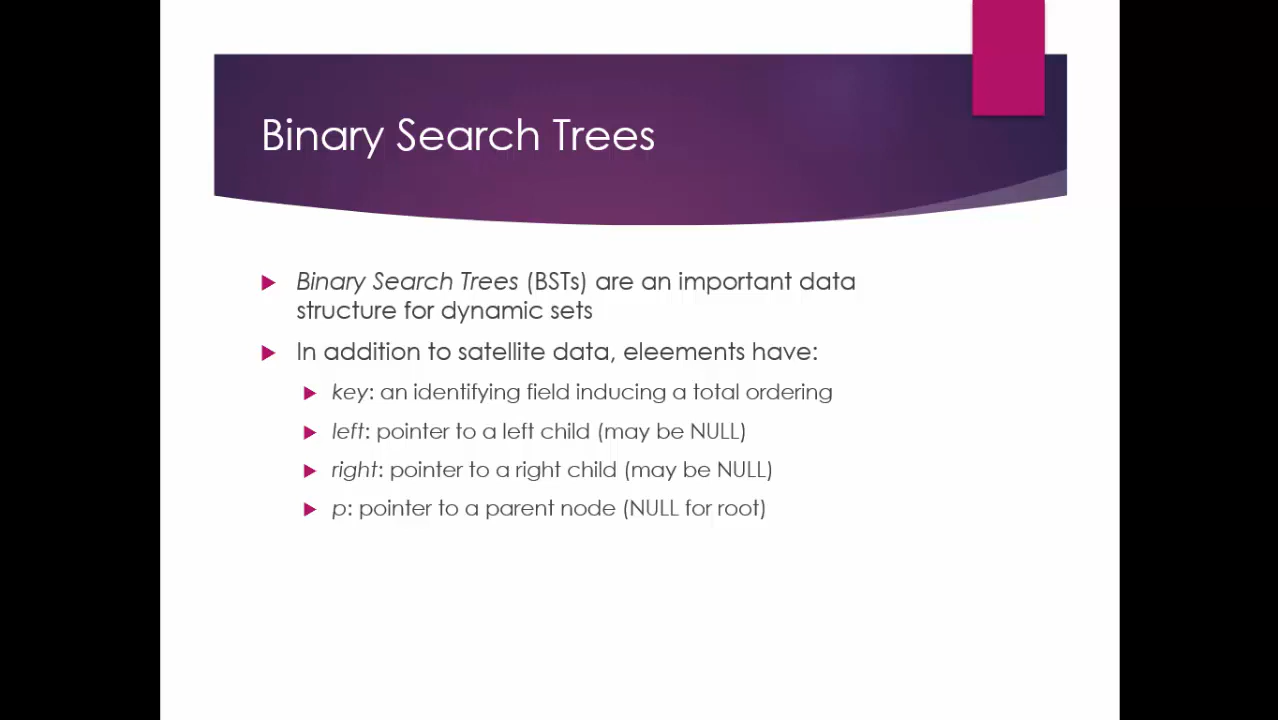 Binary Search Trees
Binary Search Trees (BSTs) are an important data
structure for dynamic sets
In addition to satellite data, eleements have:
key: an identifying field inducing a total ordering
left: pointer to a left child (may be NULL)
right: pointer to a right child (may be NULL)
p: pointer to a parent node (NULL for root)